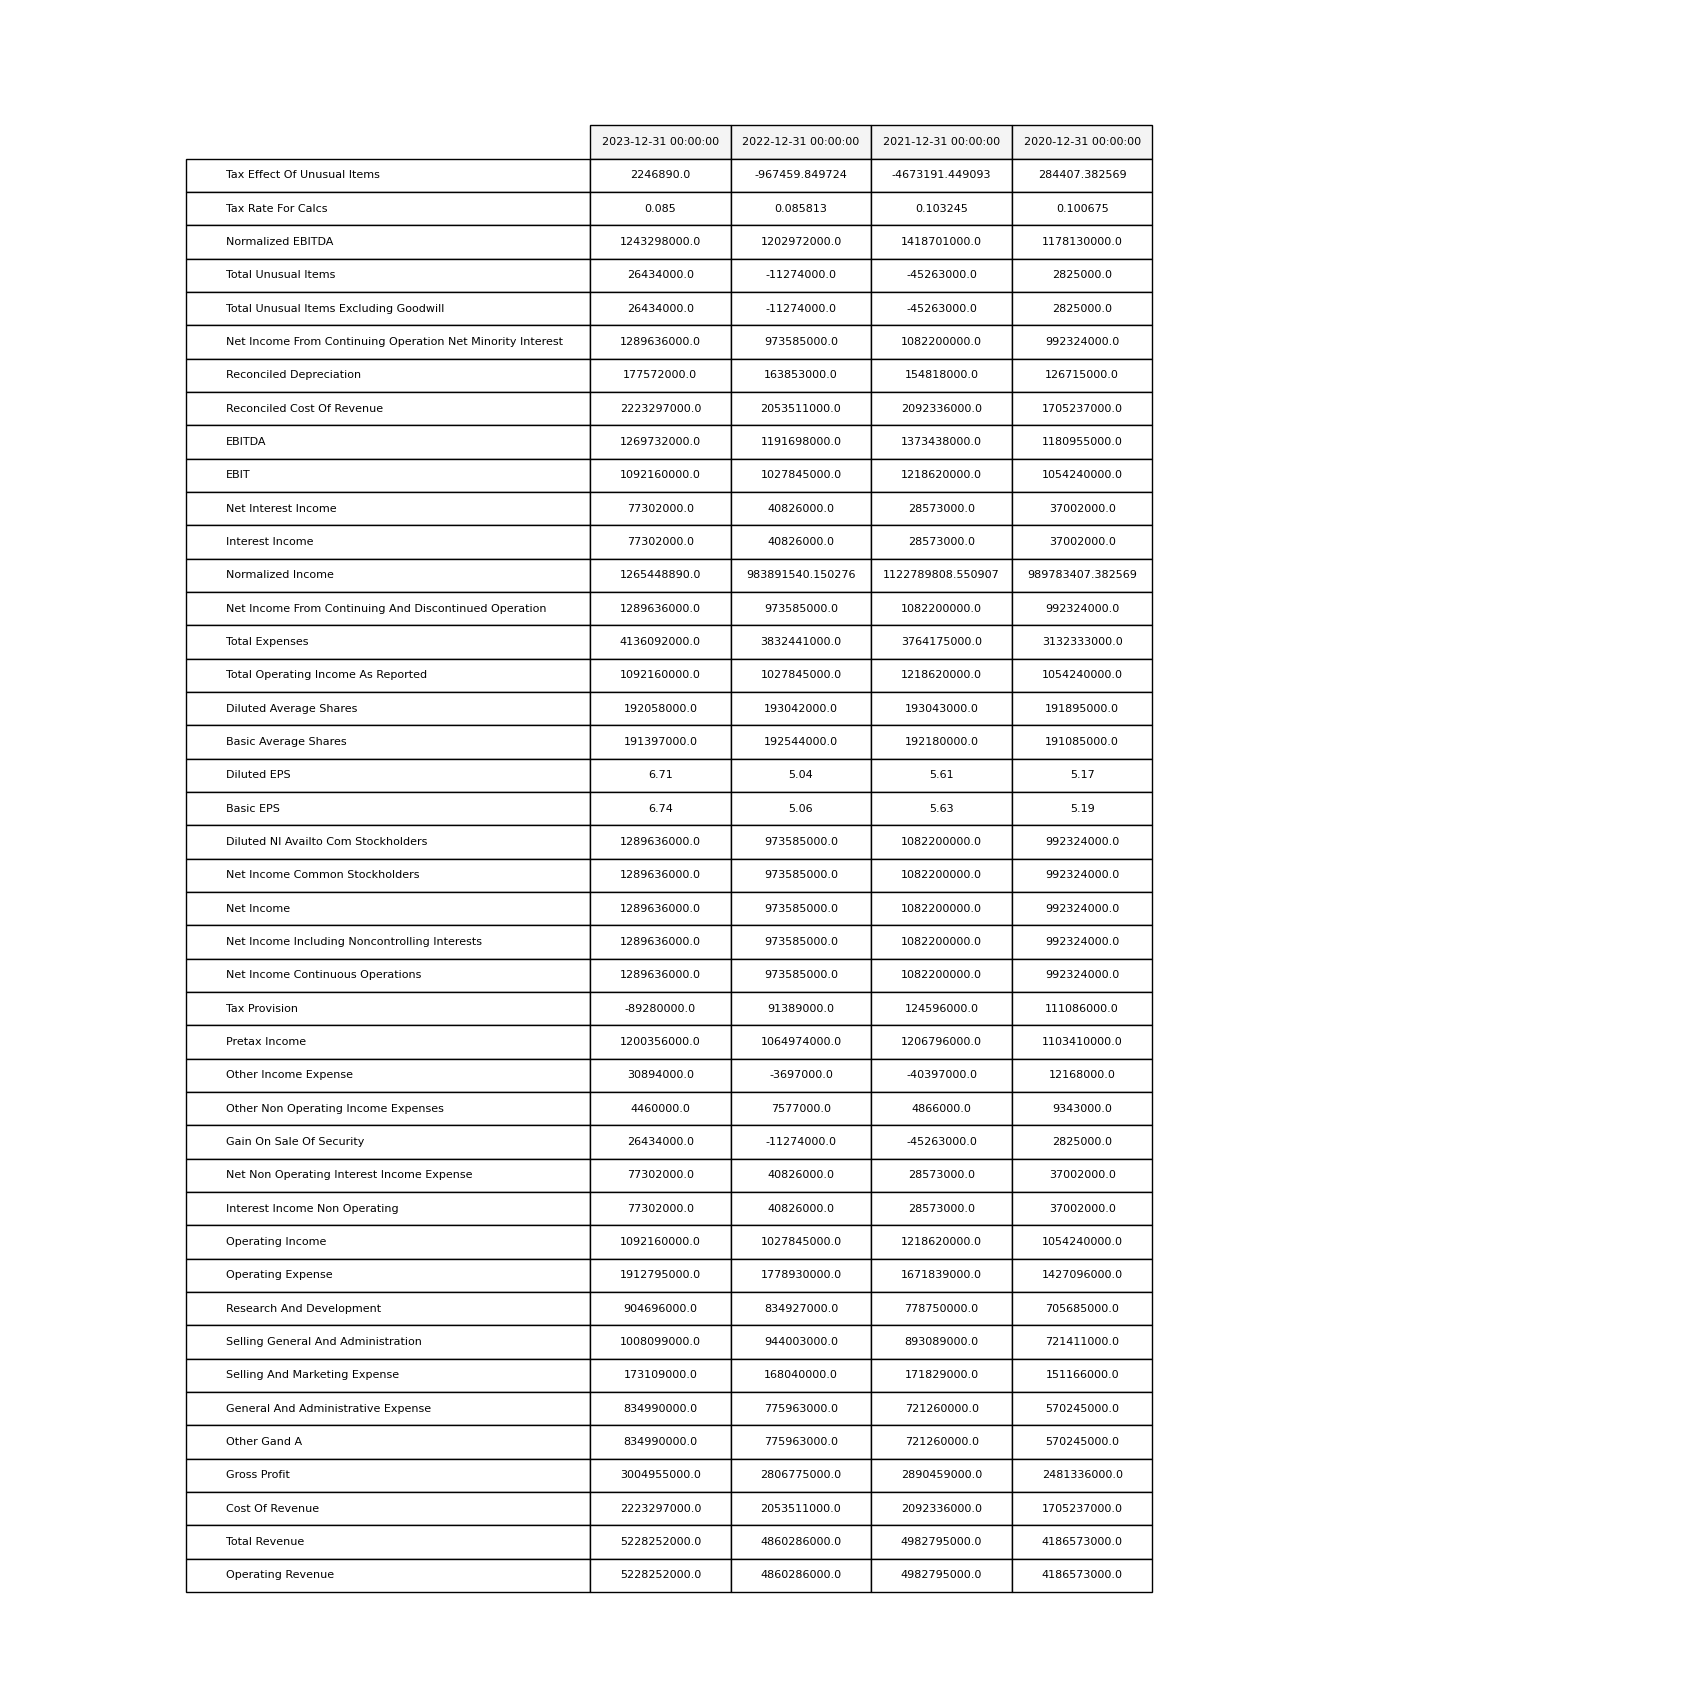 2023-12-31 00:00:00 2022-12-31 00:00:00 2021-12-31 00:00:00 2020-12-31 00:00:00
Tax Effect Of Unusual Items 2246890.0 -967459.849724 -4673191.449093 284407.382569
Tax Rate For Calcs 0.085 0.085813 0.103245 0.100675
Normalized EBITDA 1243298000.0 1202972000.0 1418701000.0 1178130000.0
Total Unusual Items 26434000.0 -11274000.0 -45263000.0 2825000.0
Total Unusual Items Excluding Goodwill 26434000.0 -11274000.0 -45263000.0 2825000.0
Net Income From Continuing Operation Net Minority Interest 1289636000.0 973585000.0 1082200000.0 992324000.0
Reconciled Depreciation 177572000.0 163853000.0 154818000.0 126715000.0
Reconciled Cost Of Revenue 2223297000.0 2053511000.0 2092336000.0 1705237000.0
EBITDA 1269732000.0 1191698000.0 1373438000.0 1180955000.0
EBIT 1092160000.0 1027845000.0 1218620000.0 1054240000.0
Net Interest Income 77302000.0 40826000.0 28573000.0 37002000.0
Interest Income 77302000.0 40826000.0 28573000.0 37002000.0
Normalized Income 1265448890.0 983891540.150276 1122789808.550907 989783407.382569
Net Income From Continuing And Discontinued Operation 1289636000.0 973585000.0 1082200000.0 992324000.0
Total Expenses 4136092000.0 3832441000.0 3764175000.0 3132333000.0
Total Operating Income As Reported 1092160000.0 1027845000.0 1218620000.0 1054240000.0
Diluted Average Shares 192058000.0 193042000.0 193043000.0 191895000.0
Basic Average Shares 191397000.0 192544000.0 192180000.0 191085000.0
Diluted EPS 6.71 5.04 5.61 5.17
Basic EPS 6.74 5.06 5.63 5.19
Diluted NI Availto Com Stockholders 1289636000.0 973585000.0 1082200000.0 992324000.0
Net Income Common Stockholders 1289636000.0 973585000.0 1082200000.0 992324000.0
Net Income 1289636000.0 973585000.0 1082200000.0 992324000.0
Net Income Including Noncontrolling Interests 1289636000.0 973585000.0 1082200000.0 992324000.0
Net Income Continuous Operations 1289636000.0 973585000.0 1082200000.0 992324000.0
Tax Provision -89280000.0 91389000.0 124596000.0 111086000.0
Pretax Income 1200356000.0 1064974000.0 1206796000.0 1103410000.0
Other Income Expense 30894000.0 -3697000.0 -40397000.0 12168000.0
Other Non Operating Income Expenses 4460000.0 7577000.0 4866000.0 9343000.0
Gain On Sale Of Security 26434000.0 -11274000.0 -45263000.0 2825000.0
Net Non Operating Interest Income Expense 77302000.0 40826000.0 28573000.0 37002000.0
Interest Income Non Operating 77302000.0 40826000.0 28573000.0 37002000.0
Operating Income 1092160000.0 1027845000.0 1218620000.0 1054240000.0
Operating Expense 1912795000.0 1778930000.0 1671839000.0 1427096000.0
Research And Development 904696000.0 834927000.0 778750000.0 705685000.0
Selling General And Administration 1008099000.0 944003000.0 893089000.0 721411000.0
Selling And Marketing Expense 173109000.0 168040000.0 171829000.0 151166000.0
General And Administrative Expense 834990000.0 775963000.0 721260000.0 570245000.0
Other Gand A 834990000.0 775963000.0 721260000.0 570245000.0
Gross Profit 3004955000.0 2806775000.0 2890459000.0 2481336000.0
Cost Of Revenue 2223297000.0 2053511000.0 2092336000.0 1705237000.0
Total Revenue 5228252000.0 4860286000.0 4982795000.0 4186573000.0
Operating Revenue 5228252000.0 4860286000.0 4982795000.0 4186573000.0